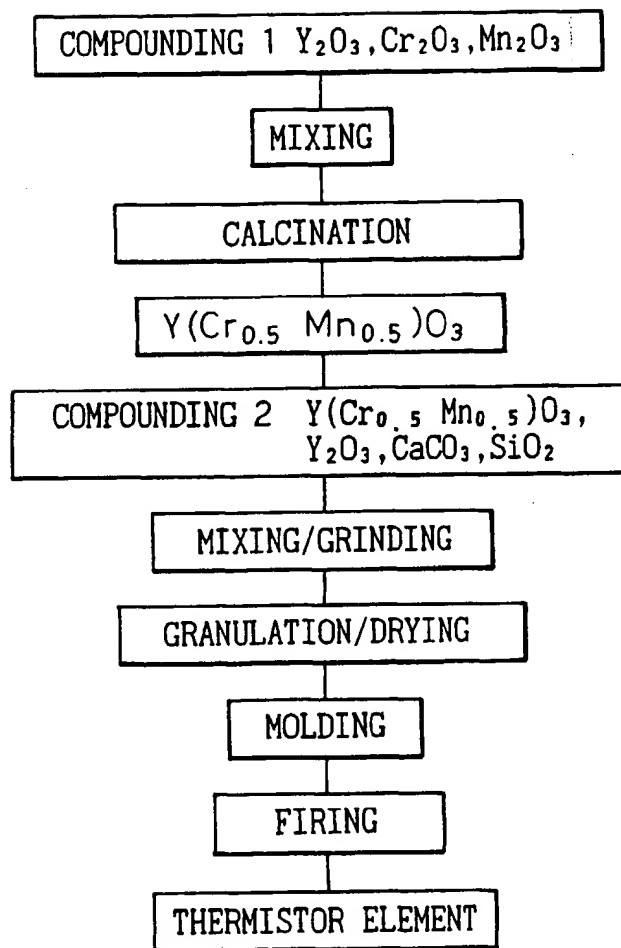 COMPOUNDING 1 Y₂O₃,Cr₂O₃,Mn₂O₃
MIXING
CALCINATION
Y(Cr₀.₅ Mn₀.₅)O₃
COMPOUNDING 2 Y(Cr₀.₅ Mn₀.₅)O₃,
Y₂O₃,CaCO₃,SiO₂
MIXING/GRINDING
GRANULATION/DRYING
MOLDING
FIRING
THERMISTOR ELEMENT